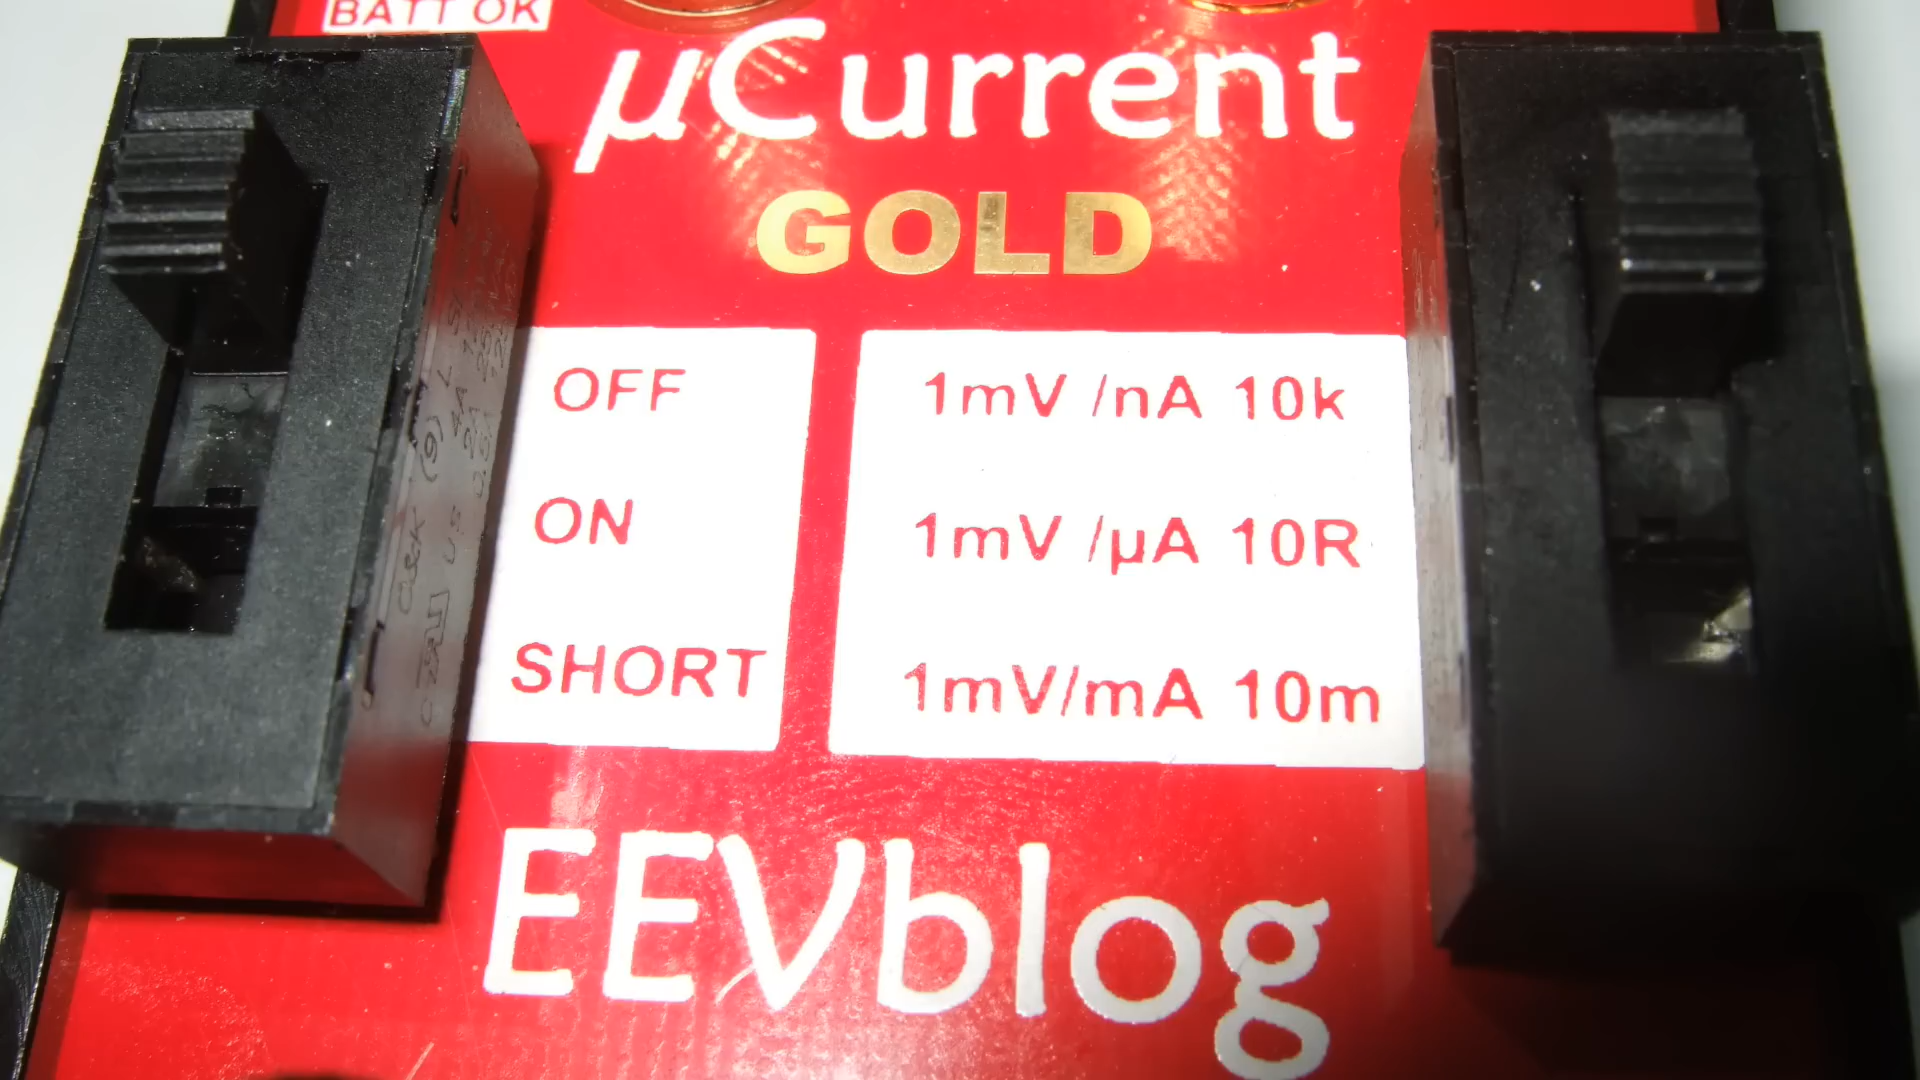 BATT OK
µCurrent
GOLD
OFF 1mV /nA 10k
ON 1mV /µA 10R
SHORT 1mV/mA 10m
EEVblog